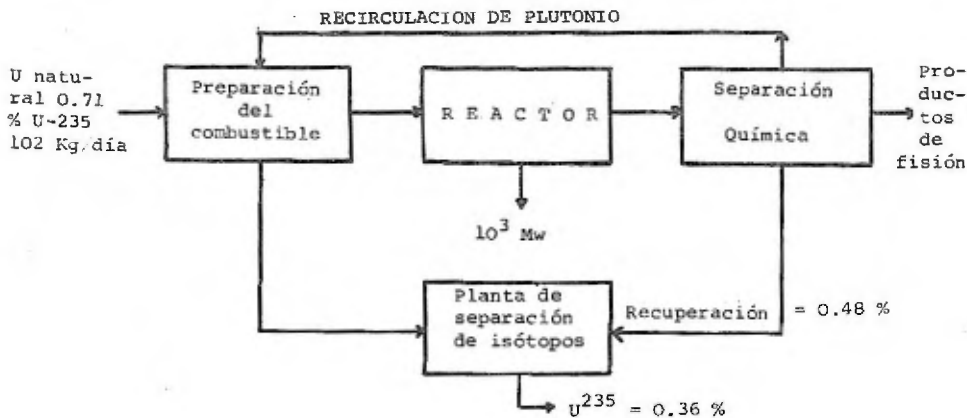 RECIRCULACION DE PLUTONIO
U natu-
ral 0.71
% U-235
102 Kg/día
Preparación
del
combustible
R E A C T O R
Separación
Química
Pro-
duc-
tos
de
fisión
10³ Mw
Planta de
separación
de isótopos
Recuperación = 0.48 %
U²³⁵ = 0.36 %